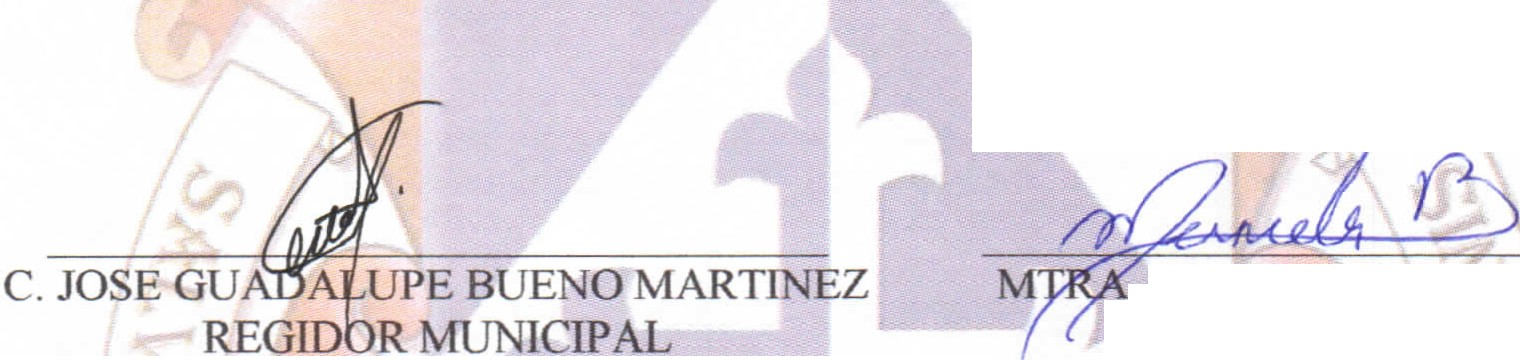 C. JOSE GUADALUPE BUENO MARTINEZ
REGIDOR MUNICIPAL
MTRA